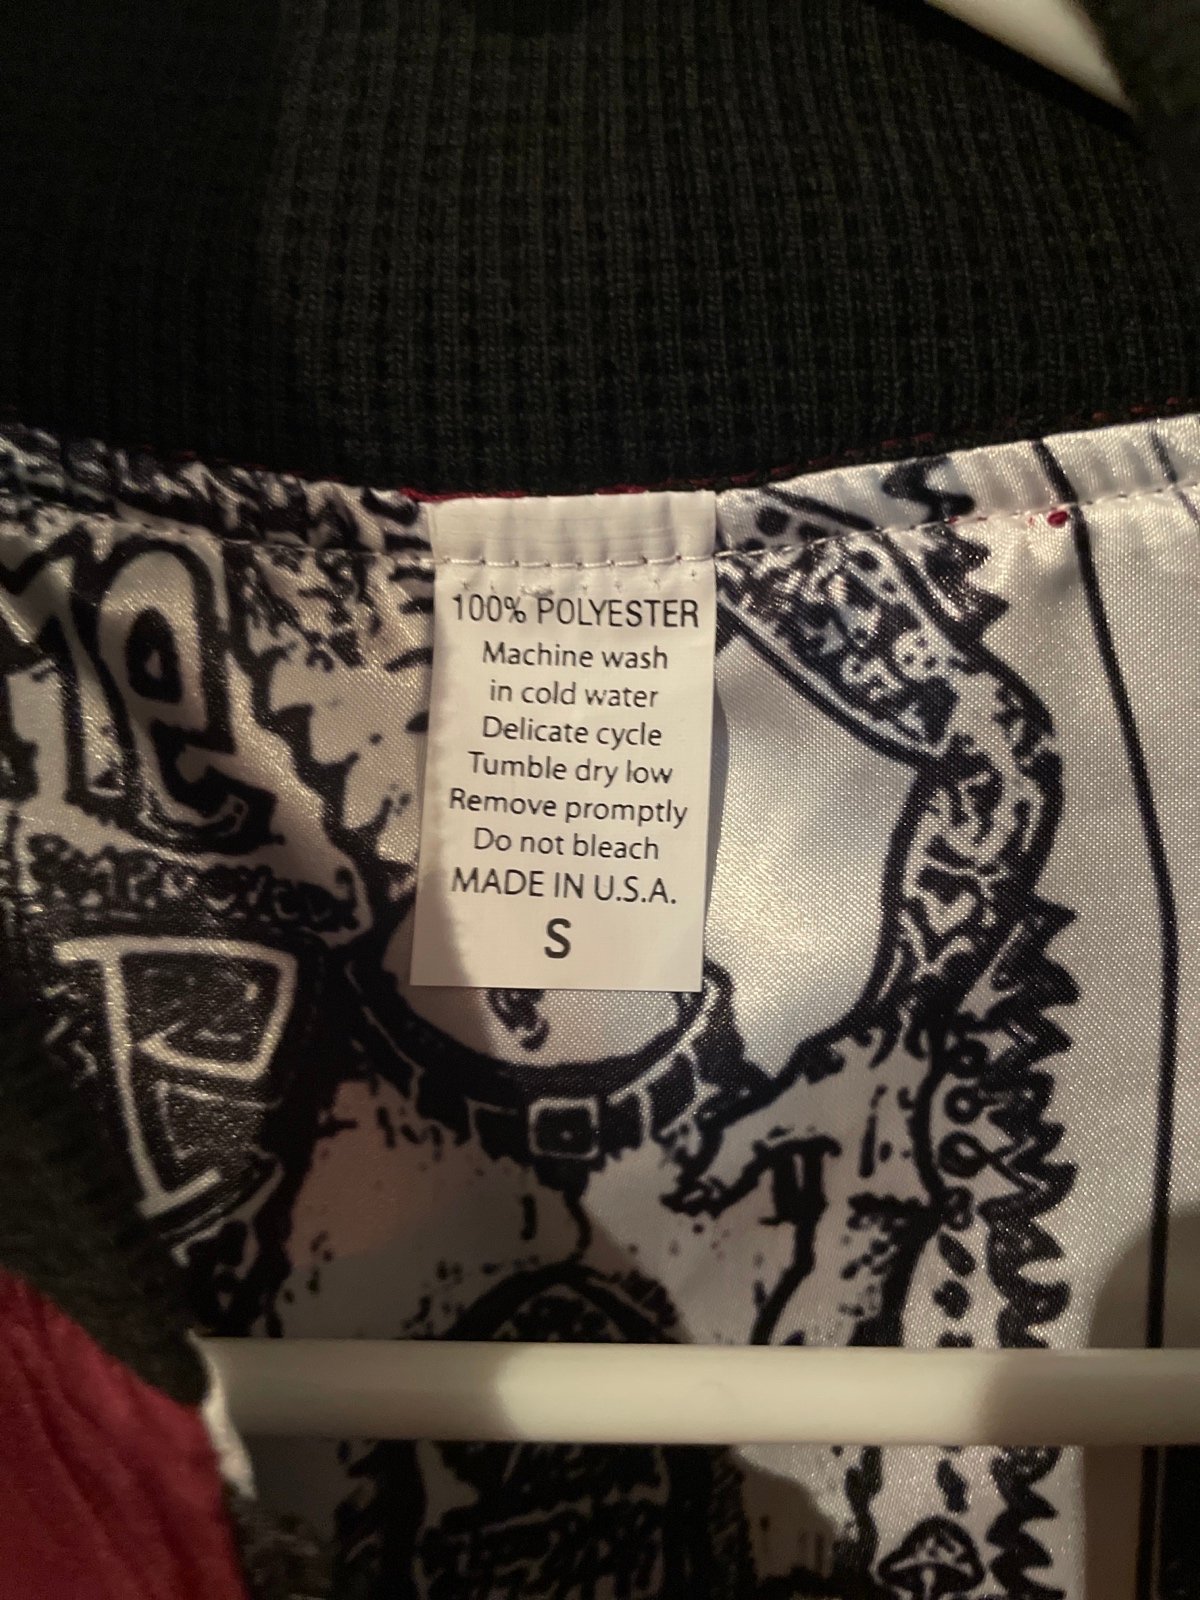 100% POLYESTER
Machine wash
in cold water
Delicate cycle
Tumble dry low
Remove promptly
Do not bleach
MADE IN U.S.A.
S
me